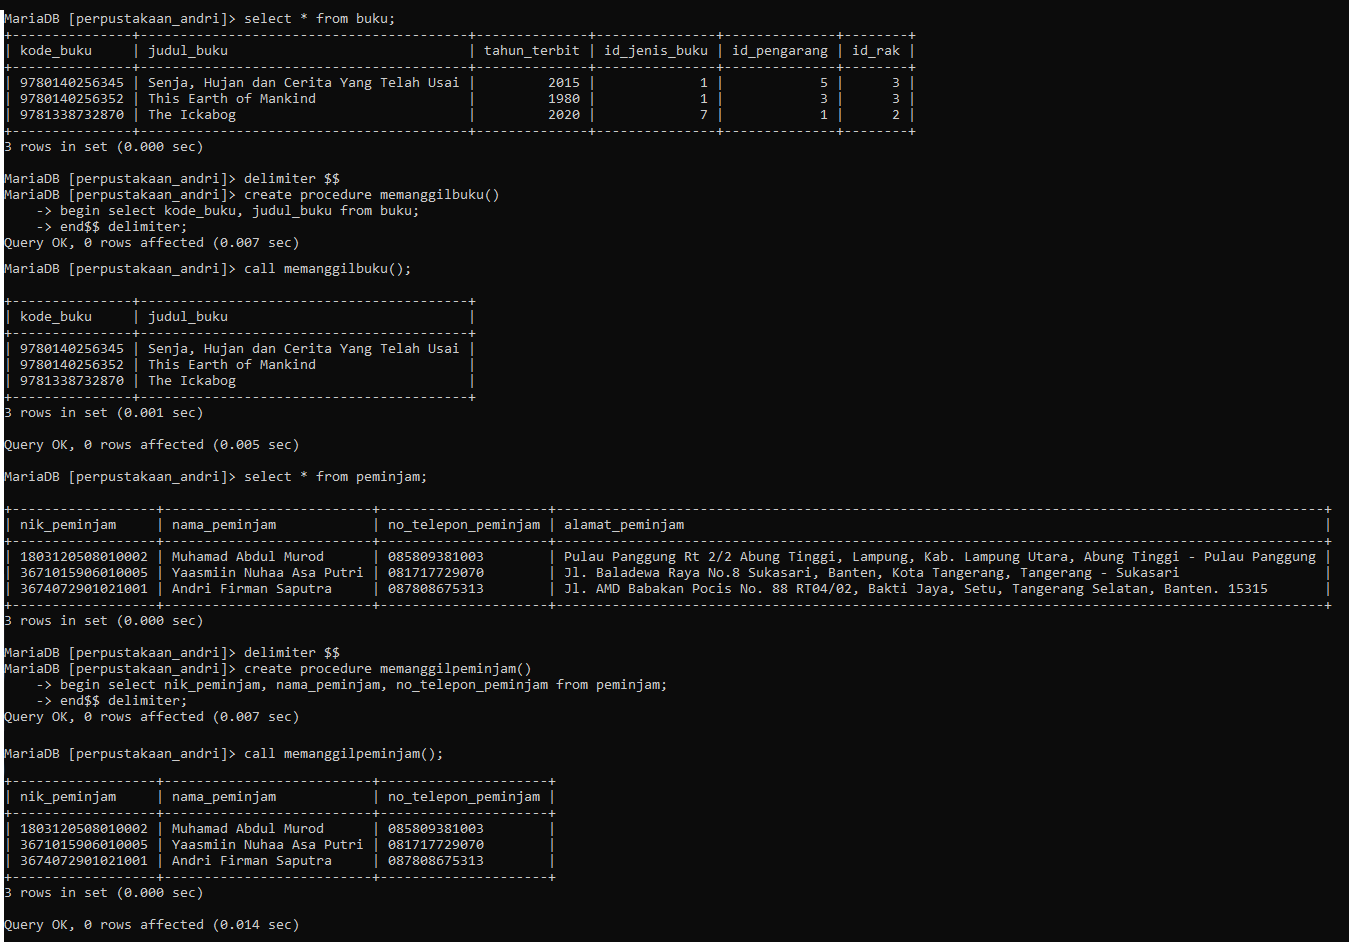 MariaDB [perpustakaan_andri]> select * from buku;
+---------------+-----------------------------------------+--------------+---------------+--------------+--------+
| kode_buku     | judul_buku                              | tahun_terbit | id_jenis_buku | id_pengarang | id_rak |
+---------------+-----------------------------------------+--------------+---------------+--------------+--------+
| 9780140256345 | Senja, Hujan dan Cerita Yang Telah Usai |         2015 |             1 |            5 |      3 |
| 9780140256352 | This Earth of Mankind                   |         1980 |             1 |            3 |      3 |
| 9781338732870 | The Ickabog                             |         2020 |             7 |            1 |      2 |
+---------------+-----------------------------------------+--------------+---------------+--------------+--------+
3 rows in set (0.000 sec)
MariaDB [perpustakaan_andri]> delimiter $$
MariaDB [perpustakaan_andri]> create procedure memanggilbuku()
    -> begin select kode_buku, judul_buku from buku;
    -> end$$ delimiter;
Query OK, 0 rows affected (0.007 sec)
MariaDB [perpustakaan_andri]> call memanggilbuku();
+---------------+-----------------------------------------+
| kode_buku     | judul_buku                              |
+---------------+-----------------------------------------+
| 9780140256345 | Senja, Hujan dan Cerita Yang Telah Usai |
| 9780140256352 | This Earth of Mankind                   |
| 9781338732870 | The Ickabog                             |
+---------------+-----------------------------------------+
3 rows in set (0.001 sec)
Query OK, 0 rows affected (0.005 sec)
MariaDB [perpustakaan_andri]> select * from peminjam;
+------------------+--------------------------+---------------------+------------------------------------------------------------------------------------------------+
| nik_peminjam     | nama_peminjam            | no_telepon_peminjam | alamat_peminjam                                                                                |
+------------------+--------------------------+---------------------+------------------------------------------------------------------------------------------------+
| 1803120508010002 | Muhamad Abdul Murod      | 085809381003        | Pulau Panggung Rt 2/2 Abung Tinggi, Lampung, Kab. Lampung Utara, Abung Tinggi - Pulau Panggung |
| 3671015906010005 | Yaasmiin Nuhaa Asa Putri | 081717729070        | Jl. Baladewa Raya No.8 Sukasari, Banten, Kota Tangerang, Tangerang - Sukasari                  |
| 3674072901021001 | Andri Firman Saputra     | 087808675313        | Jl. AMD Babakan Pocis No. 88 RT04/02, Bakti Jaya, Setu, Tangerang Selatan, Banten. 15315       |
+------------------+--------------------------+---------------------+------------------------------------------------------------------------------------------------+
3 rows in set (0.000 sec)
MariaDB [perpustakaan_andri]> delimiter $$
MariaDB [perpustakaan_andri]> create procedure memanggilpeminjam()
    -> begin select nik_peminjam, nama_peminjam, no_telepon_peminjam from peminjam;
    -> end$$ delimiter;
Query OK, 0 rows affected (0.007 sec)
MariaDB [perpustakaan_andri]> call memanggilpeminjam();
+------------------+--------------------------+---------------------+
| nik_peminjam     | nama_peminjam            | no_telepon_peminjam |
+------------------+--------------------------+---------------------+
| 1803120508010002 | Muhamad Abdul Murod      | 085809381003        |
| 3671015906010005 | Yaasmiin Nuhaa Asa Putri | 081717729070        |
| 3674072901021001 | Andri Firman Saputra     | 087808675313        |
+------------------+--------------------------+---------------------+
3 rows in set (0.000 sec)
Query OK, 0 rows affected (0.014 sec)